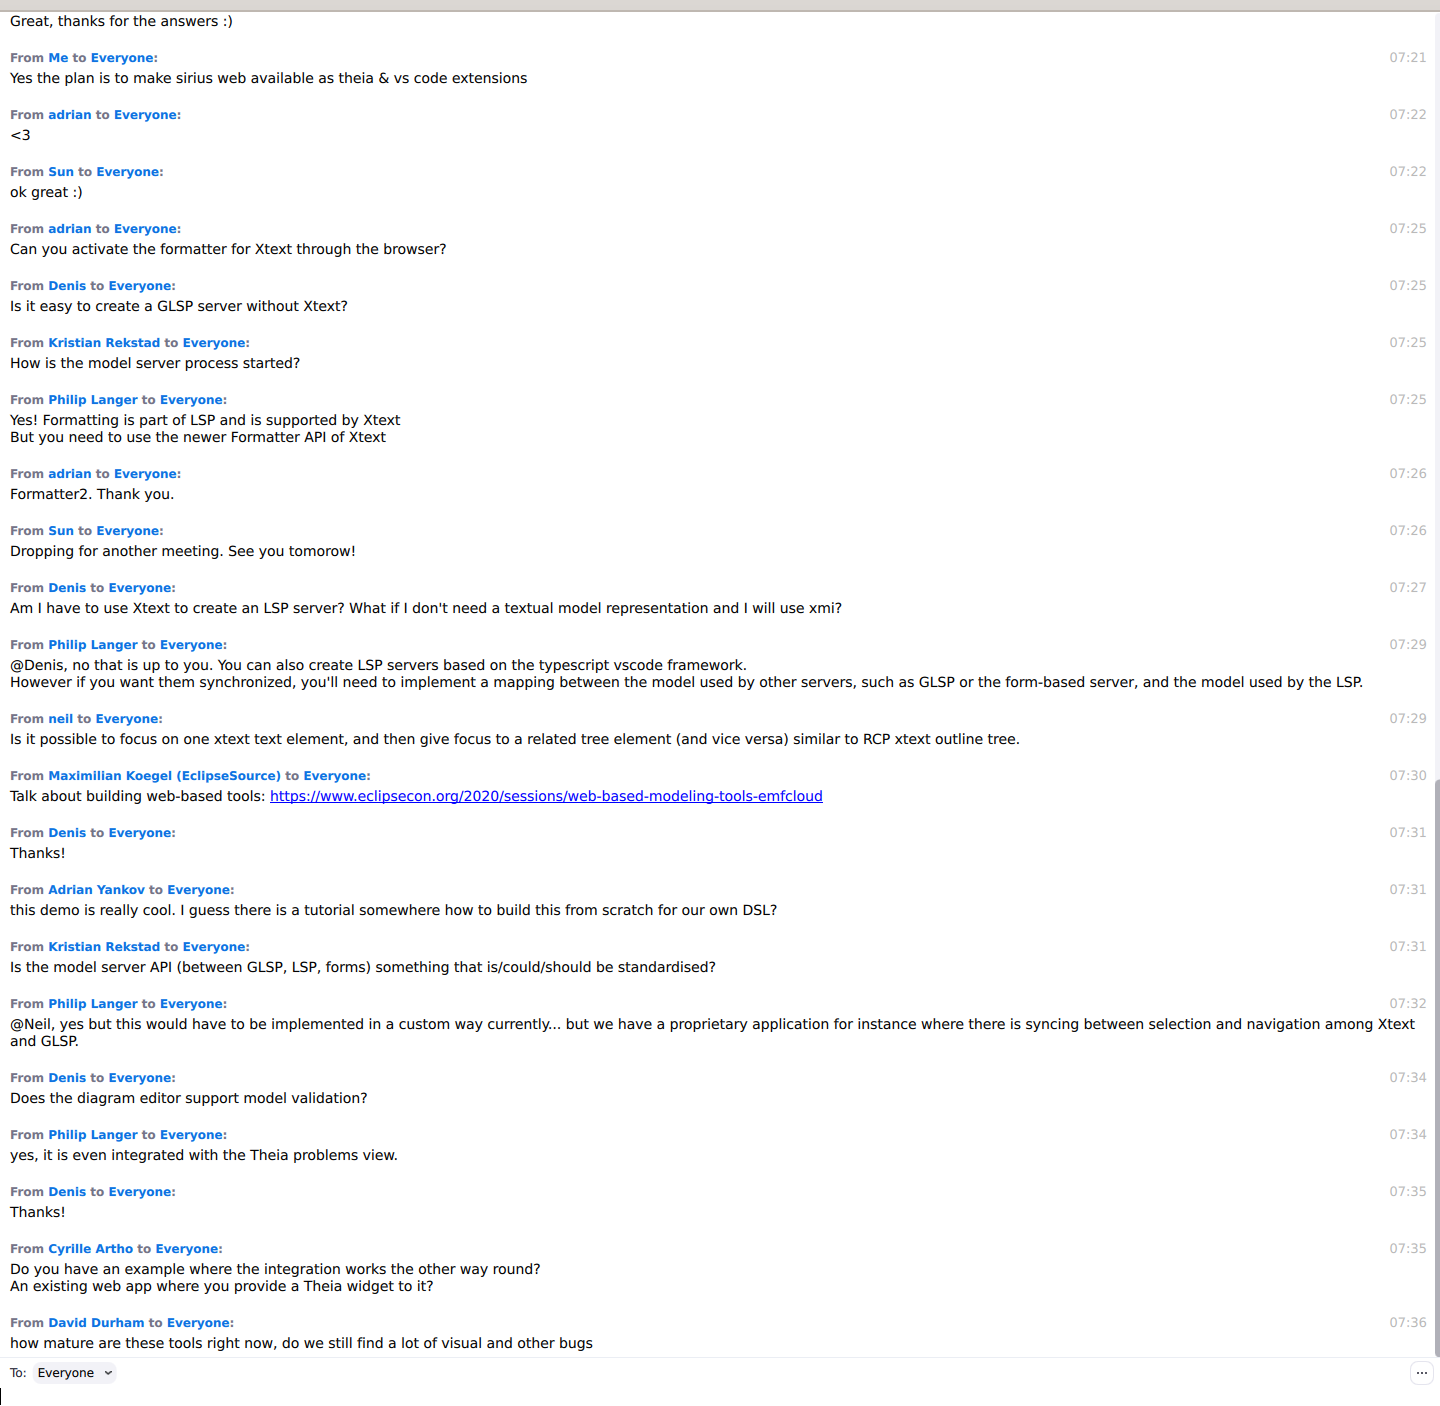 Great, thanks for the answers :)
From Me to Everyone: 07:21
Yes the plan is to make sirius web available as theia & vs code extensions
From adrian to Everyone: 07:22
<3
From Sun to Everyone: 07:22
ok great :)
From adrian to Everyone: 07:25
Can you activate the formatter for Xtext through the browser?
From Denis to Everyone: 07:25
Is it easy to create a GLSP server without Xtext?
From Kristian Rekstad to Everyone: 07:25
How is the model server process started?
From Philip Langer to Everyone: 07:25
Yes! Formatting is part of LSP and is supported by Xtext
But you need to use the newer Formatter API of Xtext
From adrian to Everyone: 07:26
Formatter2. Thank you.
From Sun to Everyone: 07:26
Dropping for another meeting. See you tomorow!
From Denis to Everyone: 07:27
Am I have to use Xtext to create an LSP server? What if I don't need a textual model representation and I will use xmi?
From Philip Langer to Everyone: 07:29
@Denis, no that is up to you. You can also create LSP servers based on the typescript vscode framework.
However if you want them synchronized, you'll need to implement a mapping between the model used by other servers, such as GLSP or the form-based server, and the model used by the LSP.
From neil to Everyone: 07:29
Is it possible to focus on one xtext text element, and then give focus to a related tree element (and vice versa) similar to RCP xtext outline tree.
From Maximilian Koegel (EclipseSource) to Everyone: 07:30
Talk about building web-based tools: https://www.eclipsecon.org/2020/sessions/web-based-modeling-tools-emfcloud
From Denis to Everyone: 07:31
Thanks!
From Adrian Yankov to Everyone: 07:31
this demo is really cool. I guess there is a tutorial somewhere how to build this from scratch for our own DSL?
From Kristian Rekstad to Everyone: 07:31
Is the model server API (between GLSP, LSP, forms) something that is/could/should be standardised?
From Philip Langer to Everyone: 07:32
@Neil, yes but this would have to be implemented in a custom way currently... but we have a proprietary application for instance where there is syncing between selection and navigation among Xtext
and GLSP.
From Denis to Everyone: 07:34
Does the diagram editor support model validation?
From Philip Langer to Everyone: 07:34
yes, it is even integrated with the Theia problems view.
From Denis to Everyone: 07:35
Thanks!
From Cyrille Artho to Everyone: 07:35
Do you have an example where the integration works the other way round?
An existing web app where you provide a Theia widget to it?
From David Durham to Everyone: 07:36
how mature are these tools right now, do we still find a lot of visual and other bugs
To: Everyone